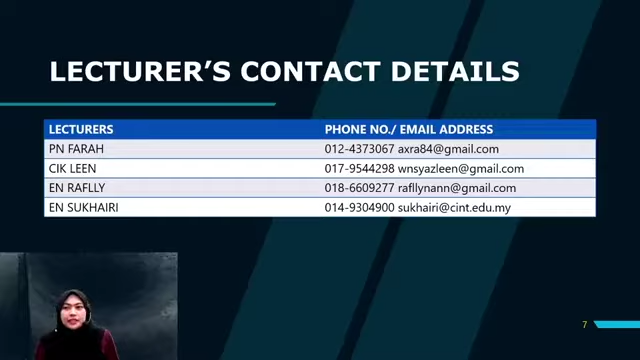 LECTURER'S CONTACT DETAILS
LECTURERS PHONE NO./ EMAIL ADDRESS
PN FARAH 012-4373067 axra84@gmail.com
CIK LEEN 017-9544298 wnsyazleen@gmail.com
EN RAFLLY 018-6609277 rafllynann@gmail.com
EN SUKHAIRI 014-9304900 sukhairi@cint.edu.my
7